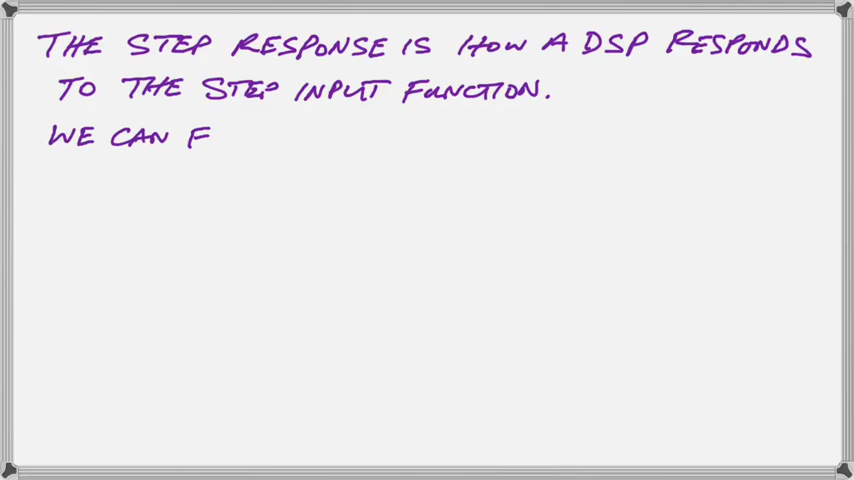 THE STEP RESPONSE IS HOW A DSP RESPONDS
TO THE STEP INPUT FUNCTION.
WE CAN F